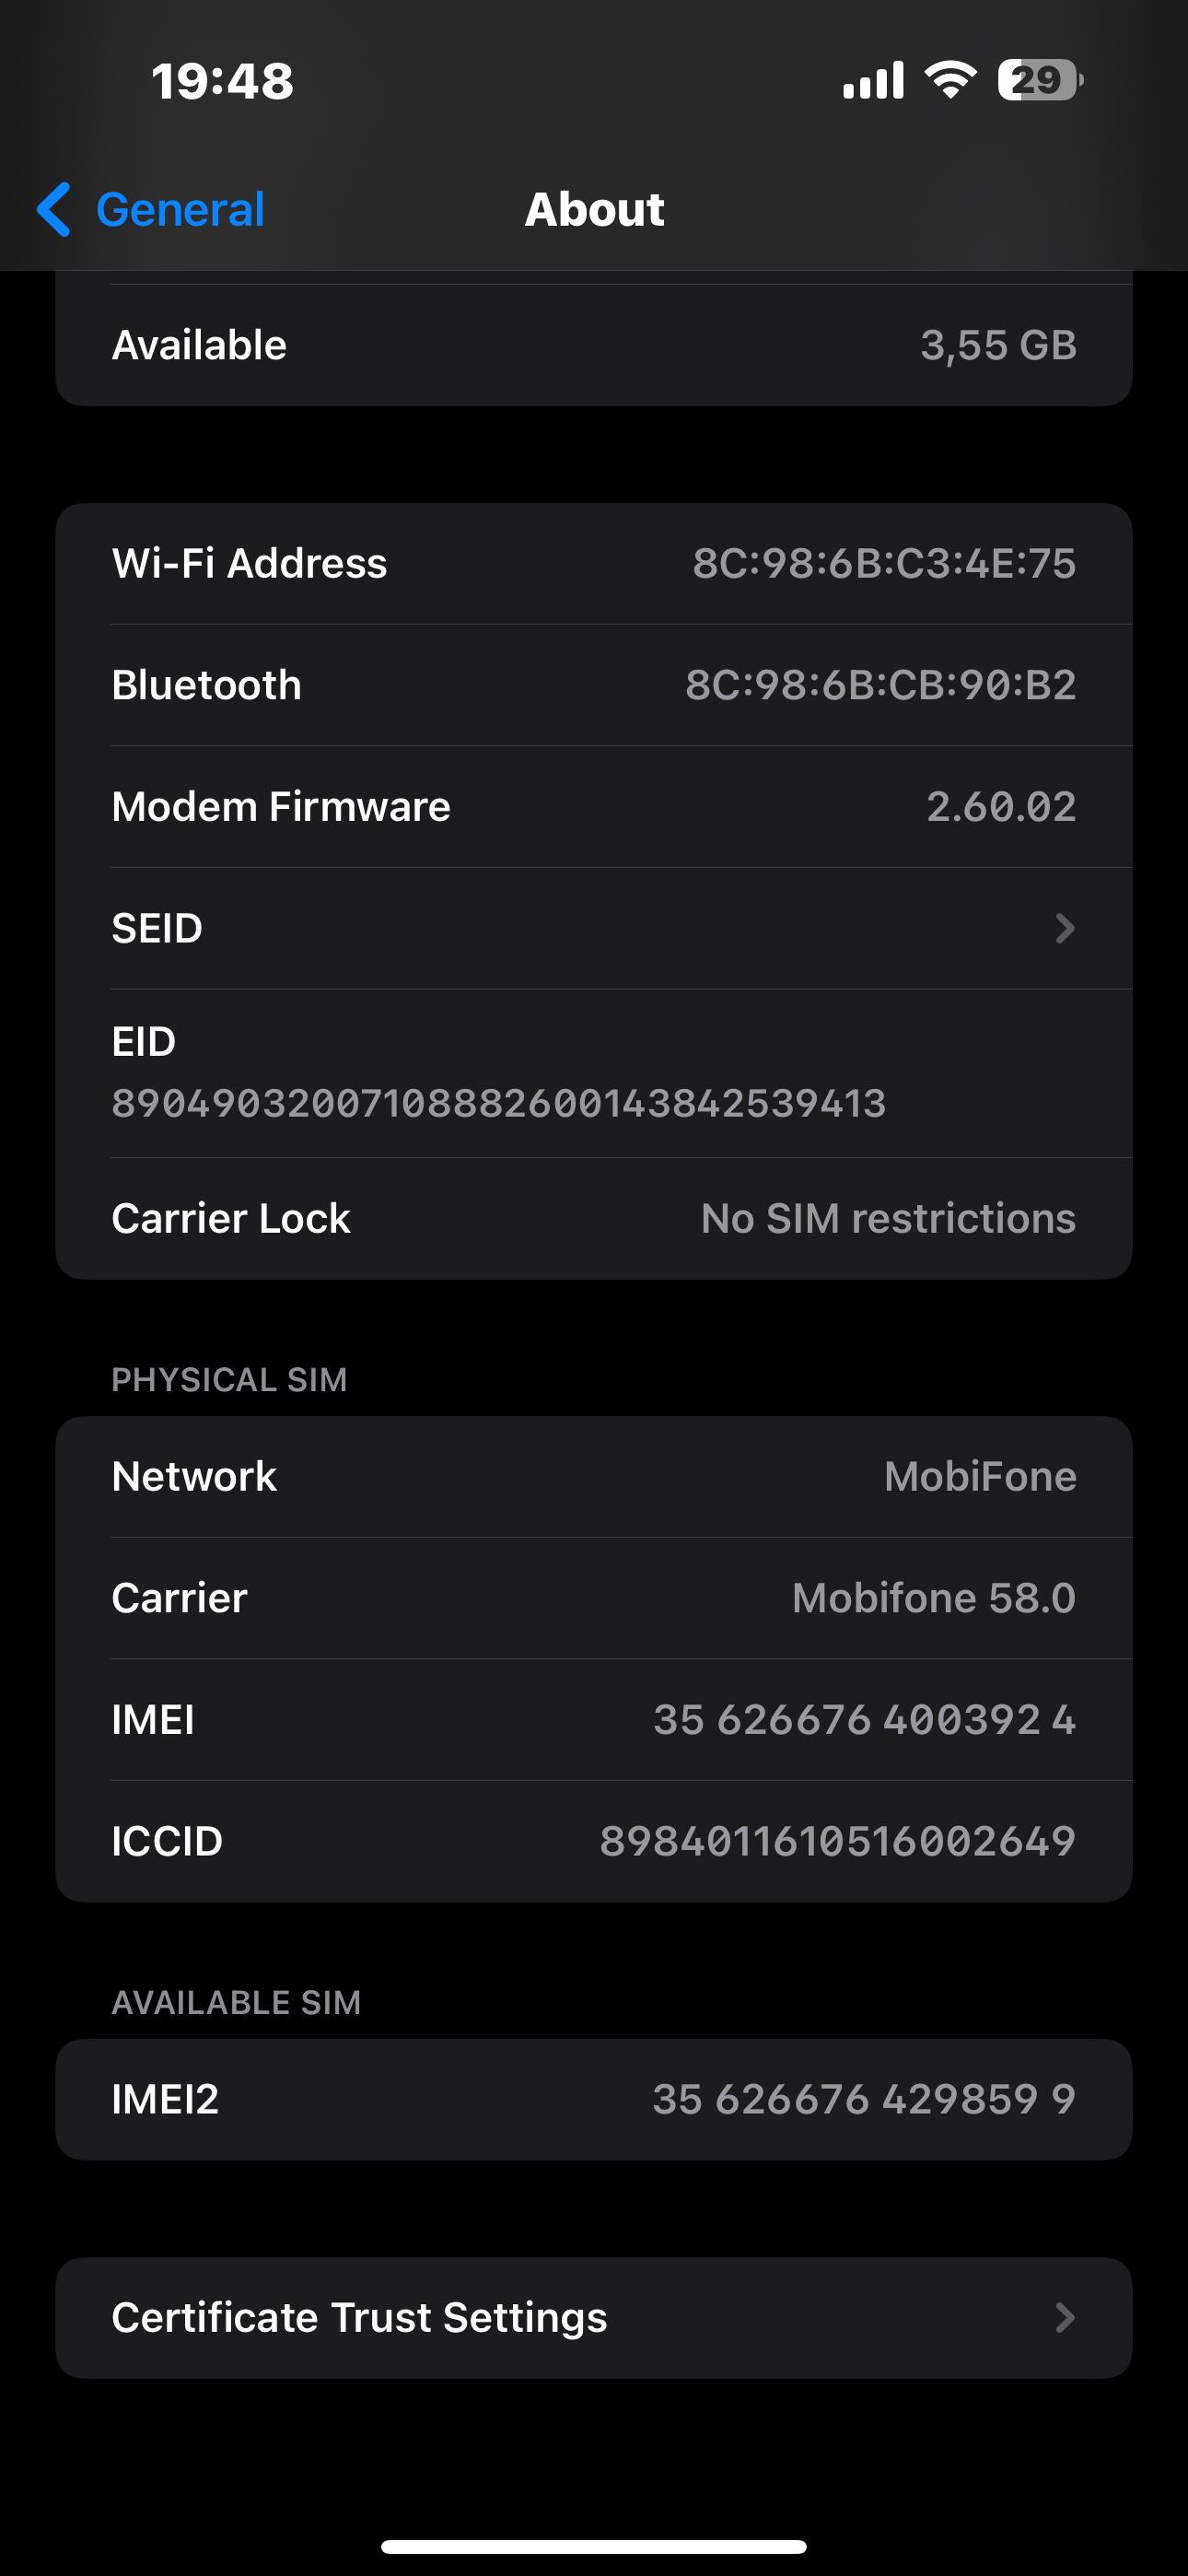 19:48
29
General
About
Available
3,55 GB
Wi-Fi Address
8C:98:6B:C3:4E:75
Bluetooth
8C:98:6B:CB:90:B2
Modem Firmware
2.60.02
SEID
EID
89049032007108882600143842539413
Carrier Lock
No SIM restrictions
PHYSICAL SIM
Network
MobiFone
Carrier
Mobifone 58.0
IMEI
35 626676 400392 4
ICCID
8984011610516002649
AVAILABLE SIM
IMEI2
35 626676 429859 9
Certificate Trust Settings